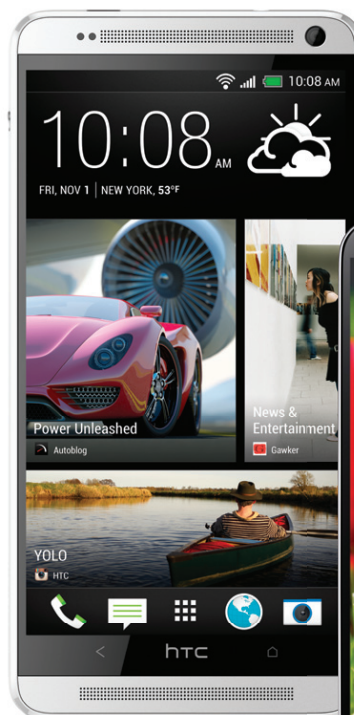 10:08 AM
10:08 AM
FRI, NOV 1 | NEW YORK, 53°F
Power Unleashed
Autoblog
News &
Entertainment
Gawker
YOLO
HTC
hTC